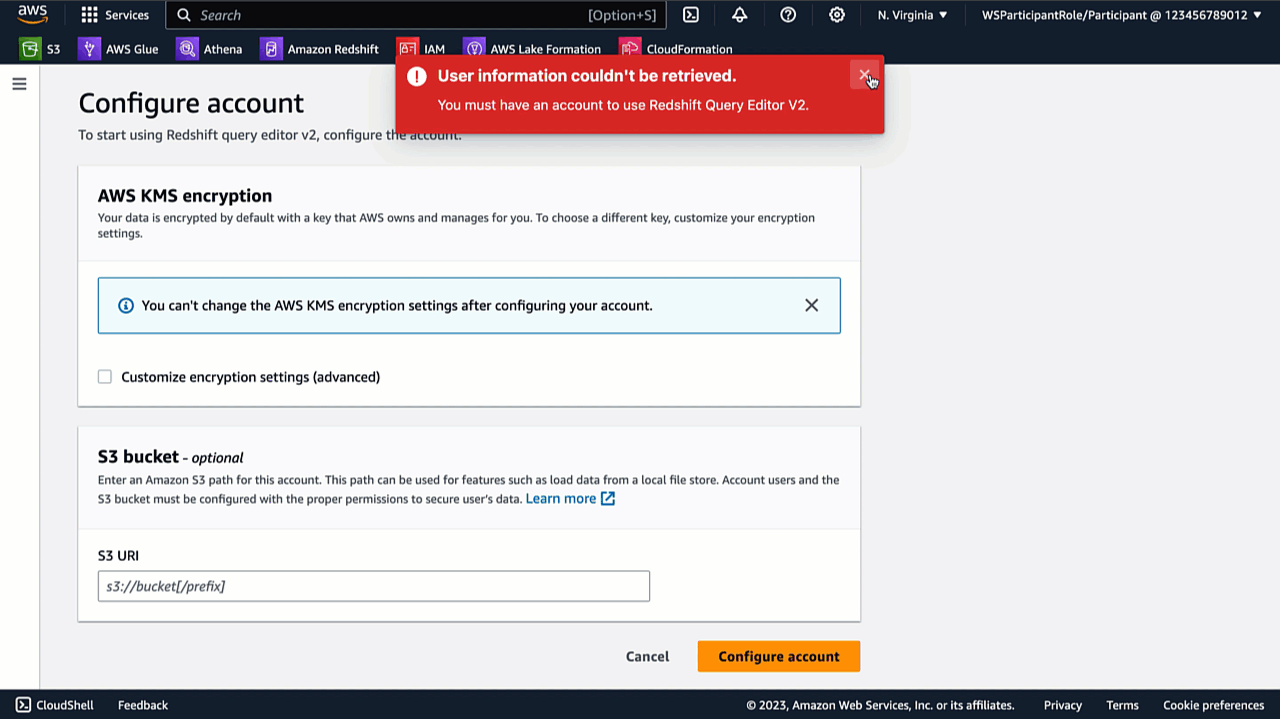 aws
Services
Search
[Option+S]
N. Virginia
WSParticipantRole/Participant @ 123456789012
S3
AWS Glue
Athena
Amazon Redshift
IAM
AWS Lake Formation
CloudFormation
User information couldn't be retrieved.
You must have an account to use Redshift Query Editor V2.
Configure account
To start using Redshift query editor v2, configure the account.
AWS KMS encryption
Your data is encrypted by default with a key that AWS owns and manages for you. To choose a different key, customize your encryption
settings.
You can't change the AWS KMS encryption settings after configuring your account.
Customize encryption settings (advanced)
S3 bucket - optional
Enter an Amazon S3 path for this account. This path can be used for features such as load data from a local file store. Account users and the
S3 bucket must be configured with the proper permissions to secure user's data. Learn more
S3 URI
s3://bucket[/prefix]
Cancel
Configure account
CloudShell
Feedback
© 2023, Amazon Web Services, Inc. or its affiliates.
Privacy
Terms
Cookie preferences